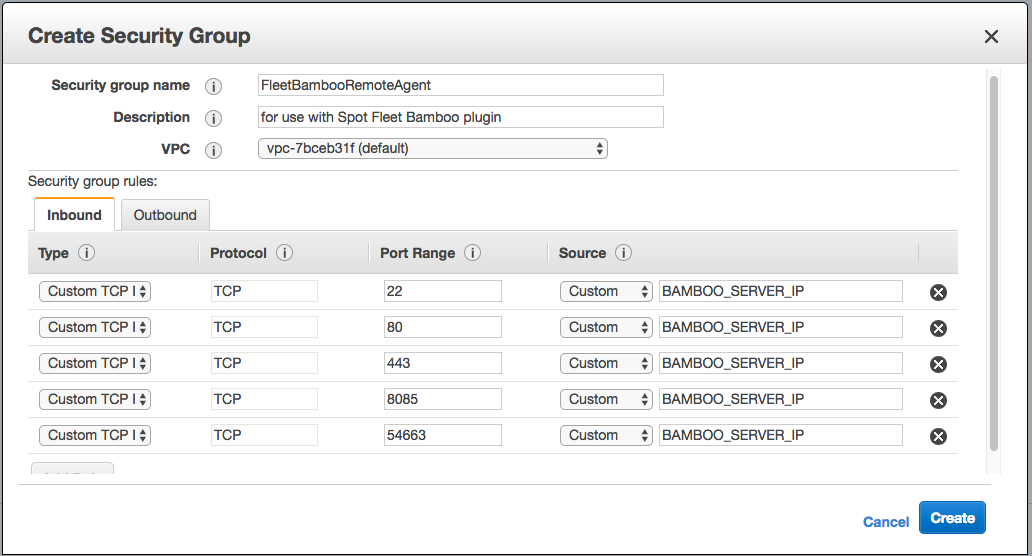 Create Security Group
Security group name i FleetBambooRemoteAgent
Description i for use with Spot Fleet Bamboo plugin
VPC i vpc-7bceb31f (default)
Security group rules:
Inbound Outbound
Type i Protocol i Port Range i Source i
Custom TCP TCP 22 Custom BAMBOO_SERVER_IP
Custom TCP TCP 80 Custom BAMBOO_SERVER_IP
Custom TCP TCP 443 Custom BAMBOO_SERVER_IP
Custom TCP TCP 8085 Custom BAMBOO_SERVER_IP
Custom TCP TCP 54663 Custom BAMBOO_SERVER_IP
Cancel Create